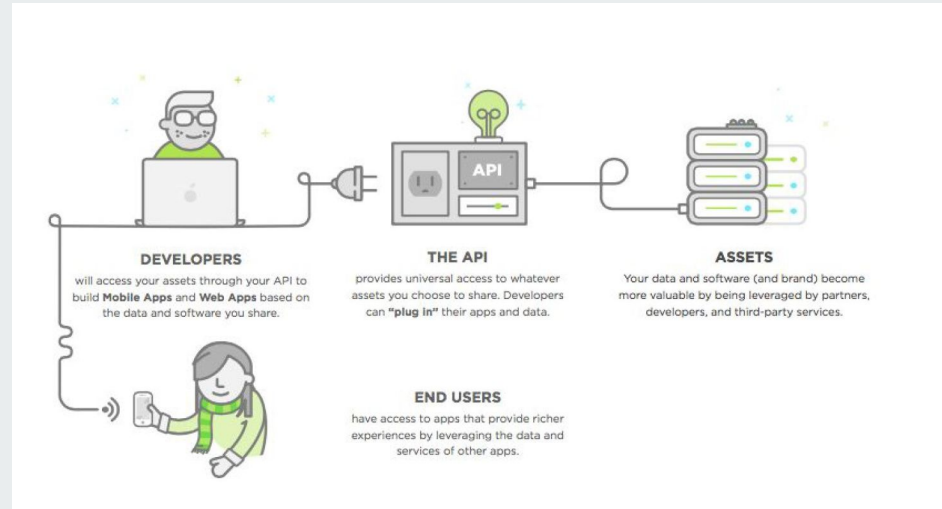 API
DEVELOPERS
will access your assets through your API to
build Mobile Apps and Web Apps based on
the data and software you share.
THE API
provides universal access to whatever
assets you choose to share. Developers
can "plug in" their apps and data.
ASSETS
Your data and software (and brand) become
more valuable by being leveraged by partners,
developers, and third-party services.
END USERS
have access to apps that provide richer
experiences by leveraging the data and
services of other apps.